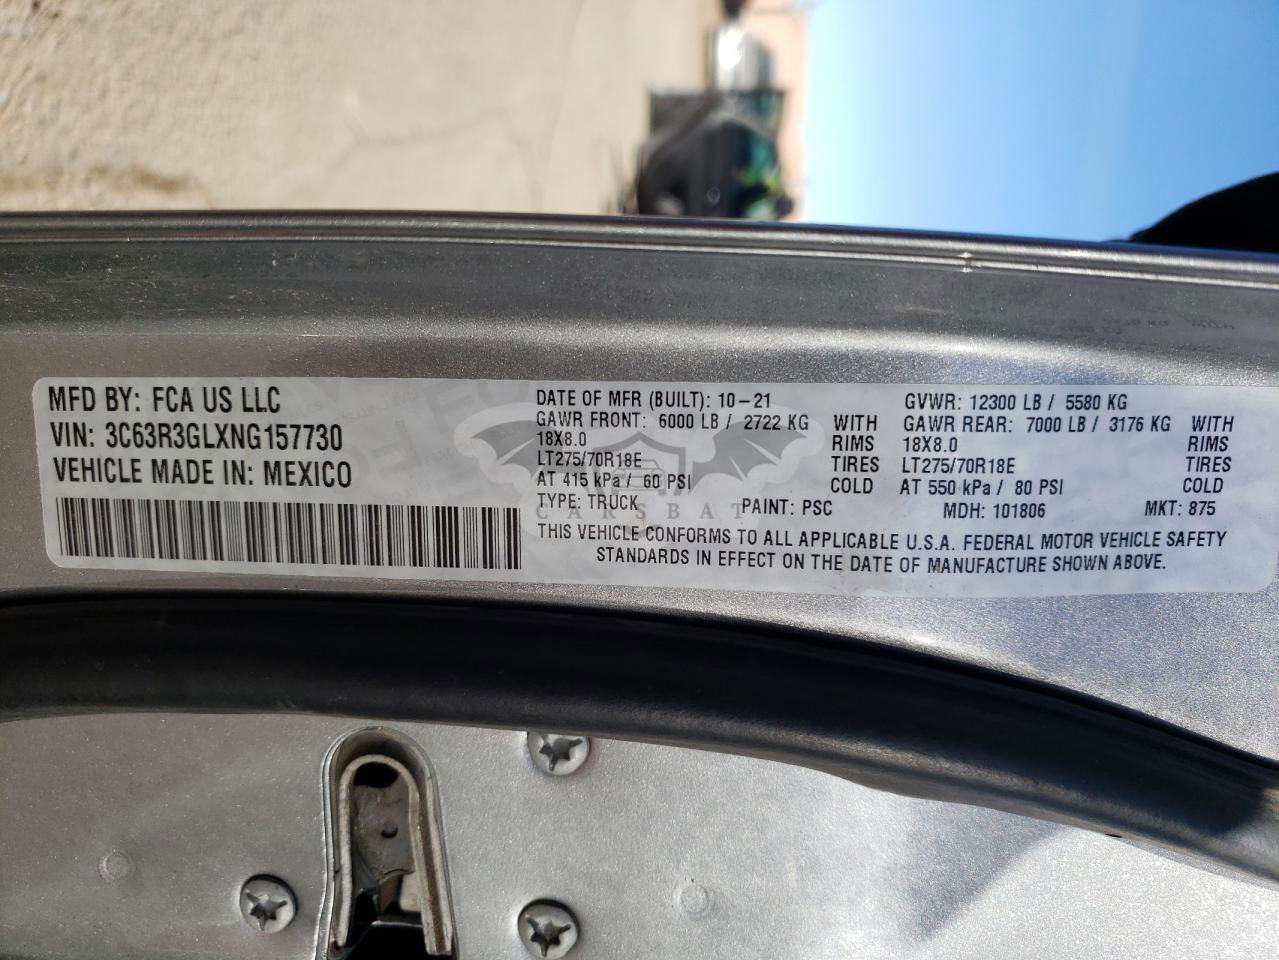 MFD BY: FCA US LLC
VIN: 3C63R3GLXNG157730
VEHICLE MADE IN: MEXICO
DATE OF MFR (BUILT): 10-21 GVWR: 12300 LB / 5580 KG
GAWR FRONT: 6000 LB / 2722 KG WITH GAWR REAR: 7000 LB / 3176 KG WITH
18X8.0 RIMS 18X8.0 RIMS
LT275/70R18E TIRES LT275/70R18E TIRES
AT 415 kPa / 60 PSI COLD AT 550 kPa / 80 PSI COLD
TYPE: TRUCK PAINT: PSC MDH: 101806 MKT: 875
CARSBAT
THIS VEHICLE CONFORMS TO ALL APPLICABLE U.S.A. FEDERAL MOTOR VEHICLE SAFETY
STANDARDS IN EFFECT ON THE DATE OF MANUFACTURE SHOWN ABOVE.